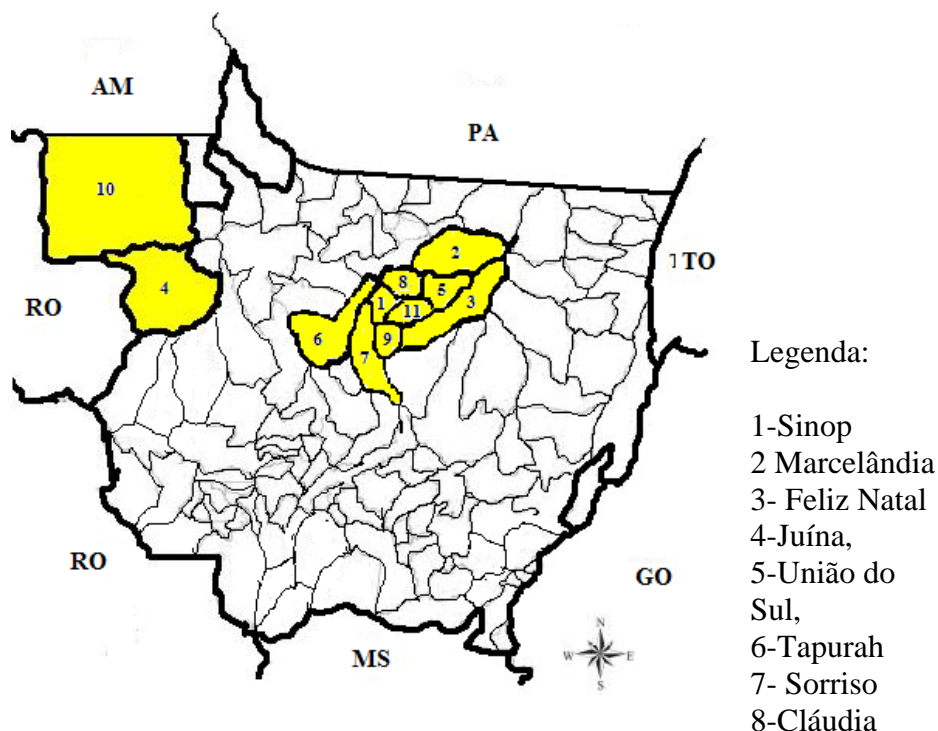 AM
PA
10
2
TO
8
RO
4
5
1
3
11
6
9
7
Legenda:
1-Sinop
2 Marcelândia
3- Feliz Natal
4-Juína,
5-União do
Sul,
6-Tapurah
7- Sorriso
8-Cláudia
RO
GO
N
W E
S
MS